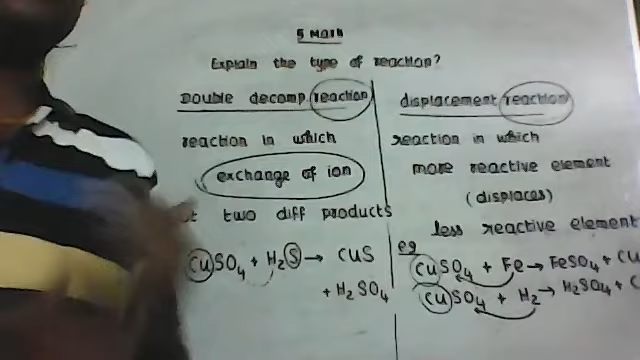 5 Mark
Explain the type of reaction?
Double decomp reaction
reaction in which
exchange of ion
two diff products
CuSO4 + H2S → CuS
+ H2SO4
displacement reaction
reaction in which
more reactive element
(displaces)
less reactive element
eg
CuSO4 + Fe → FeSO4 + Cu
CuSO4 + H2 → H2SO4 + C